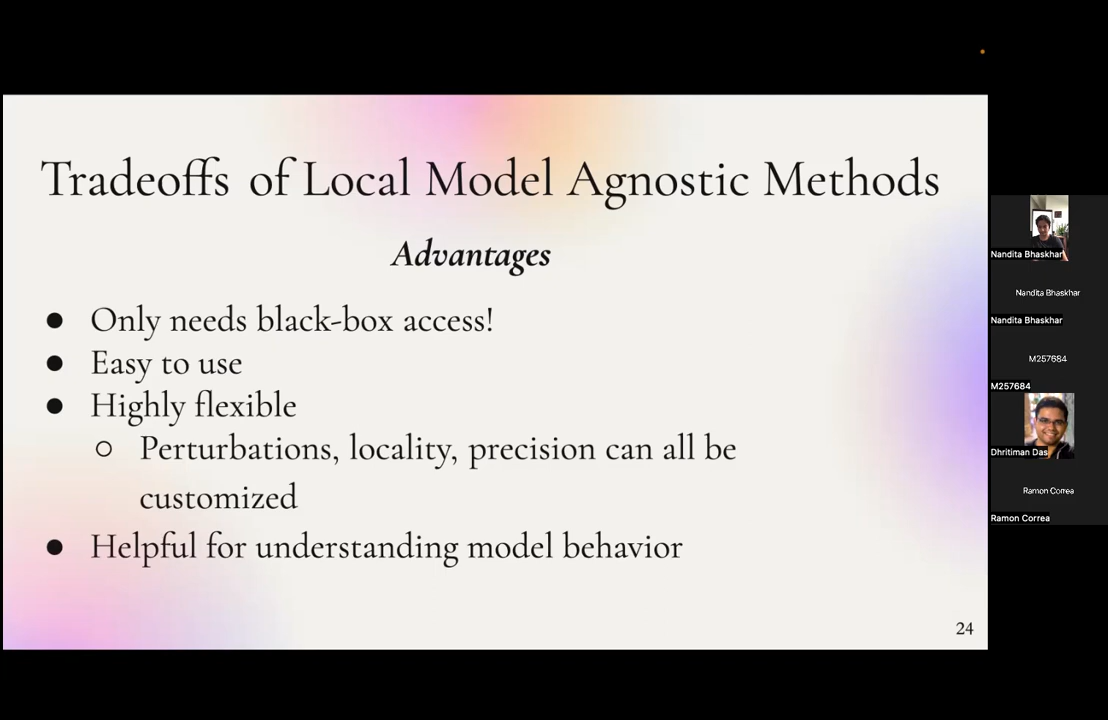 Tradeoffs of Local Model Agnostic Methods
Advantages
● Only needs black-box access!
● Easy to use
● Highly flexible
○ Perturbations, locality, precision can all be
customized
● Helpful for understanding model behavior
24
Nandita Bhaskhar
Nandita Bhaskhar
Nandita Bhaskhar
M257684
M257684
Dhritiman Das
Ramon Correa
Ramon Correa